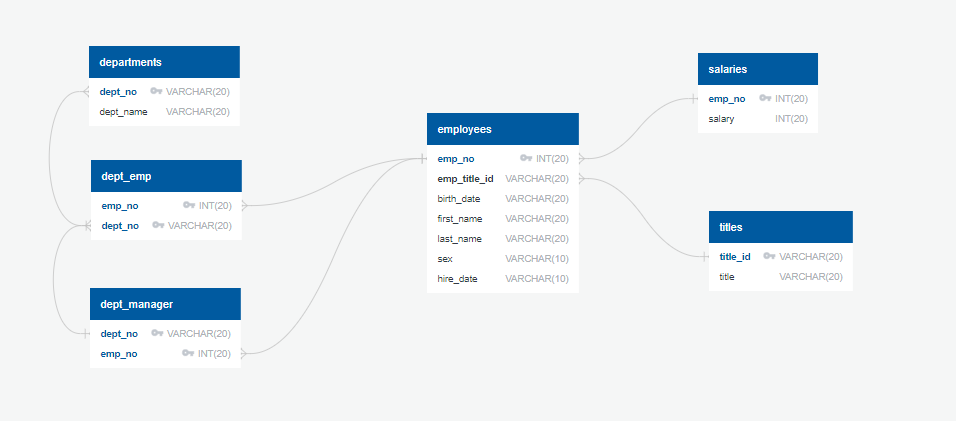 departments
dept_no VARCHAR(20)
dept_name VARCHAR(20)
dept_emp
emp_no INT(20)
dept_no VARCHAR(20)
dept_manager
dept_no VARCHAR(20)
emp_no INT(20)
employees
emp_no INT(20)
emp_title_id VARCHAR(20)
birth_date VARCHAR(20)
first_name VARCHAR(20)
last_name VARCHAR(20)
sex VARCHAR(10)
hire_date VARCHAR(10)
salaries
emp_no INT(20)
salary INT(20)
titles
title_id VARCHAR(20)
title VARCHAR(20)